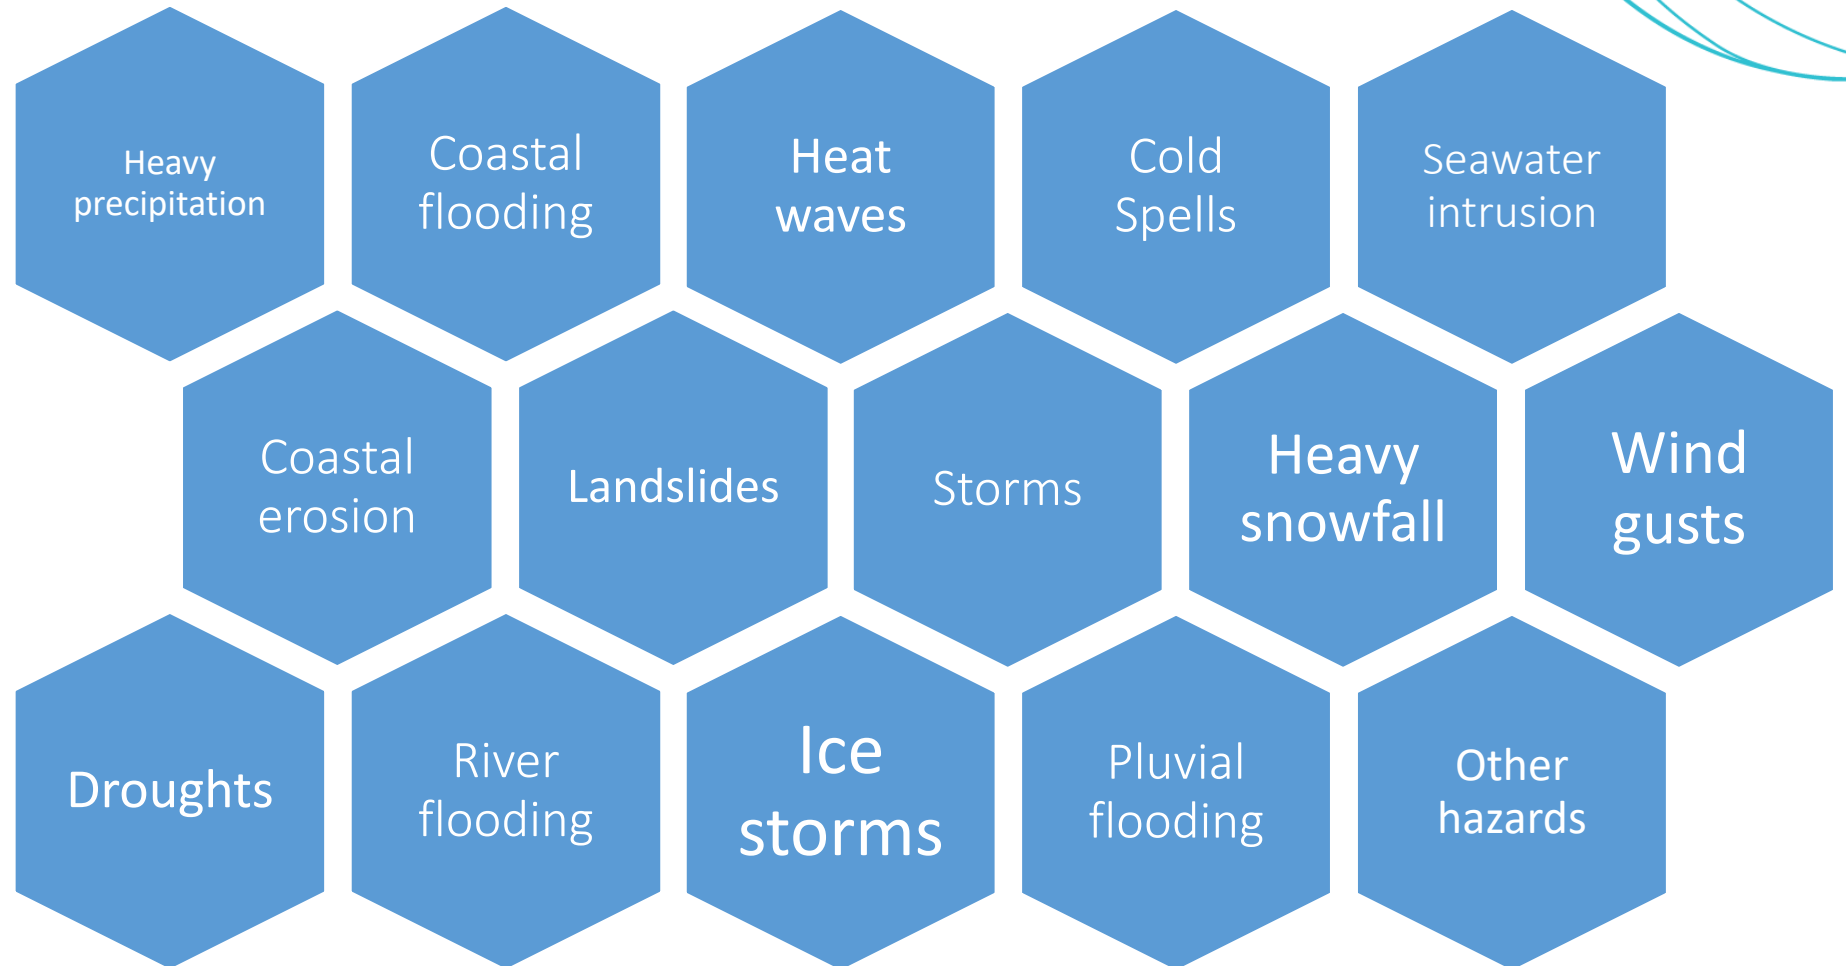 Heavy
precipitation
Coastal
flooding
Heat
waves
Cold
Spells
Seawater
intrusion
Coastal
erosion
Landslides
Storms
Heavy
snowfall
Wind
gusts
Droughts
River
flooding
Ice
storms
Pluvial
flooding
Other
hazards